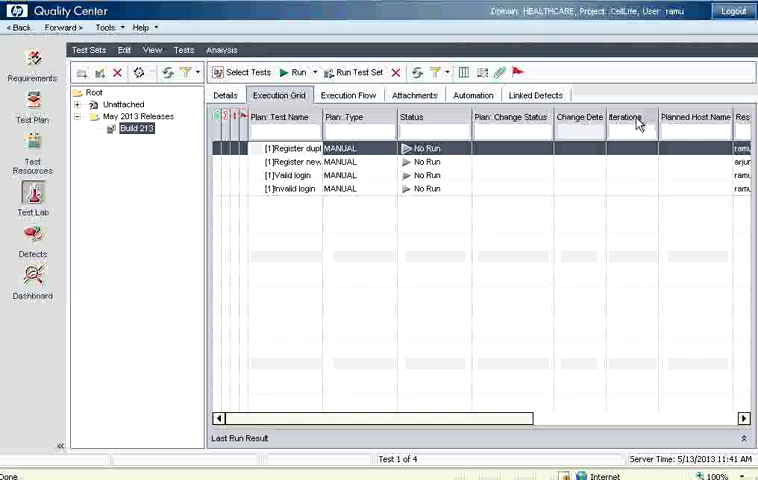 hp Quality Center Domain: HEALTHCARE, Project: CellLife, User: ramu Logout
< Back Forward > Tools Help
Test Sets Edit View Tests Analysis
Select Tests Run Run Test Set
Requirements
Test Plan
Test Resources
Test Lab
Defects
Dashboard
Root
Unattached
May 2013 Releases
Build 213
Details Execution Grid Execution Flow Attachments Automation Linked Defects
Plan: Test Name Plan: Type Status Plan: Change Status Change Dete Iterations Planned Host Name Res
[1]Register dupl MANUAL No Run ramu
[1]Register new MANUAL No Run arjun
[1]Valid login MANUAL No Run ramu
[1]Invalid login MANUAL No Run ramu
Last Run Result
Test 1 of 4 Server Time: 5/13/2013 11:41 AM
Done Internet 100%